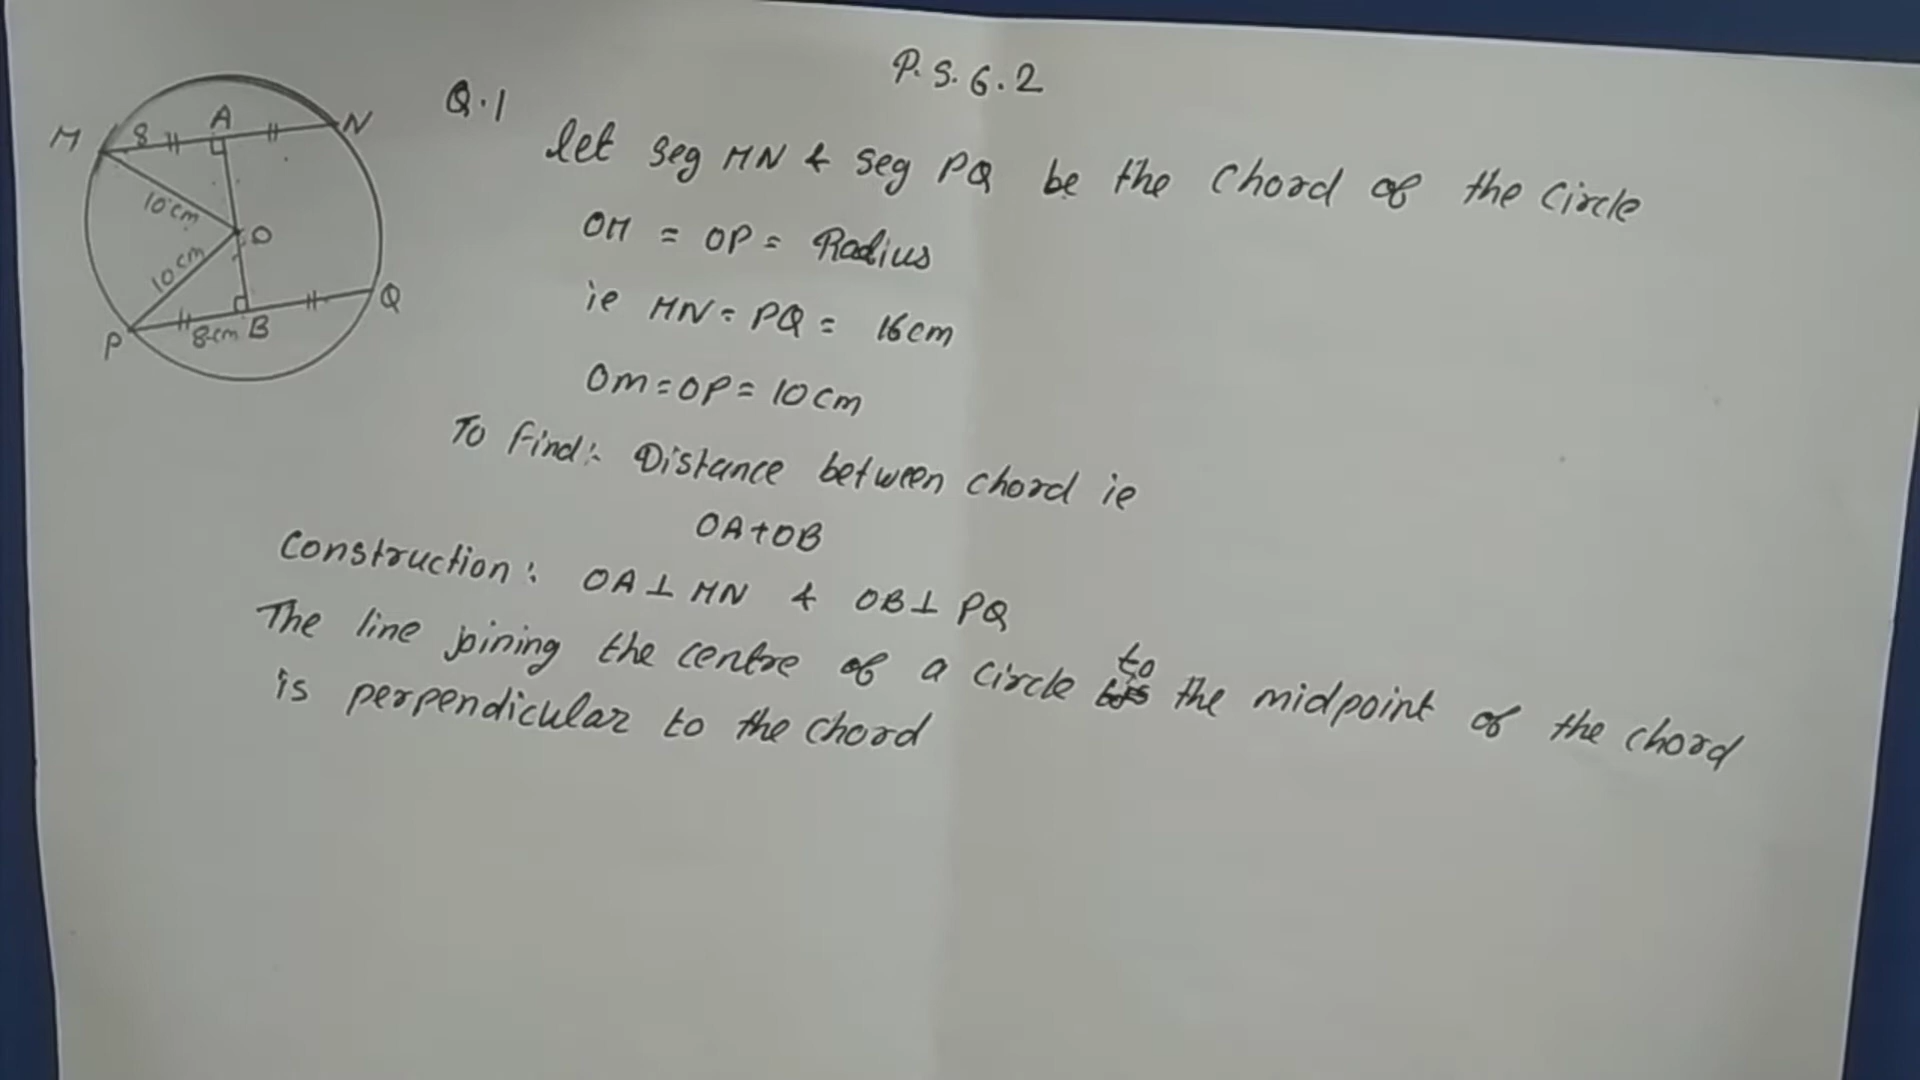 P.S.6.2
Q.1
M 8 A N
10cm
O
10cm
Q
P 8cm B
let seg MN & seg PQ be the chord of the circle
OM = OP = Radius
ie MN = PQ = 16cm
OM = OP = 10cm
To find:- Distance between chord ie
OA+OB
Construction: OA⊥MN & OB⊥PQ
to
The line joining the centre of a circle the midpoint of the chord
is perpendicular to the chord